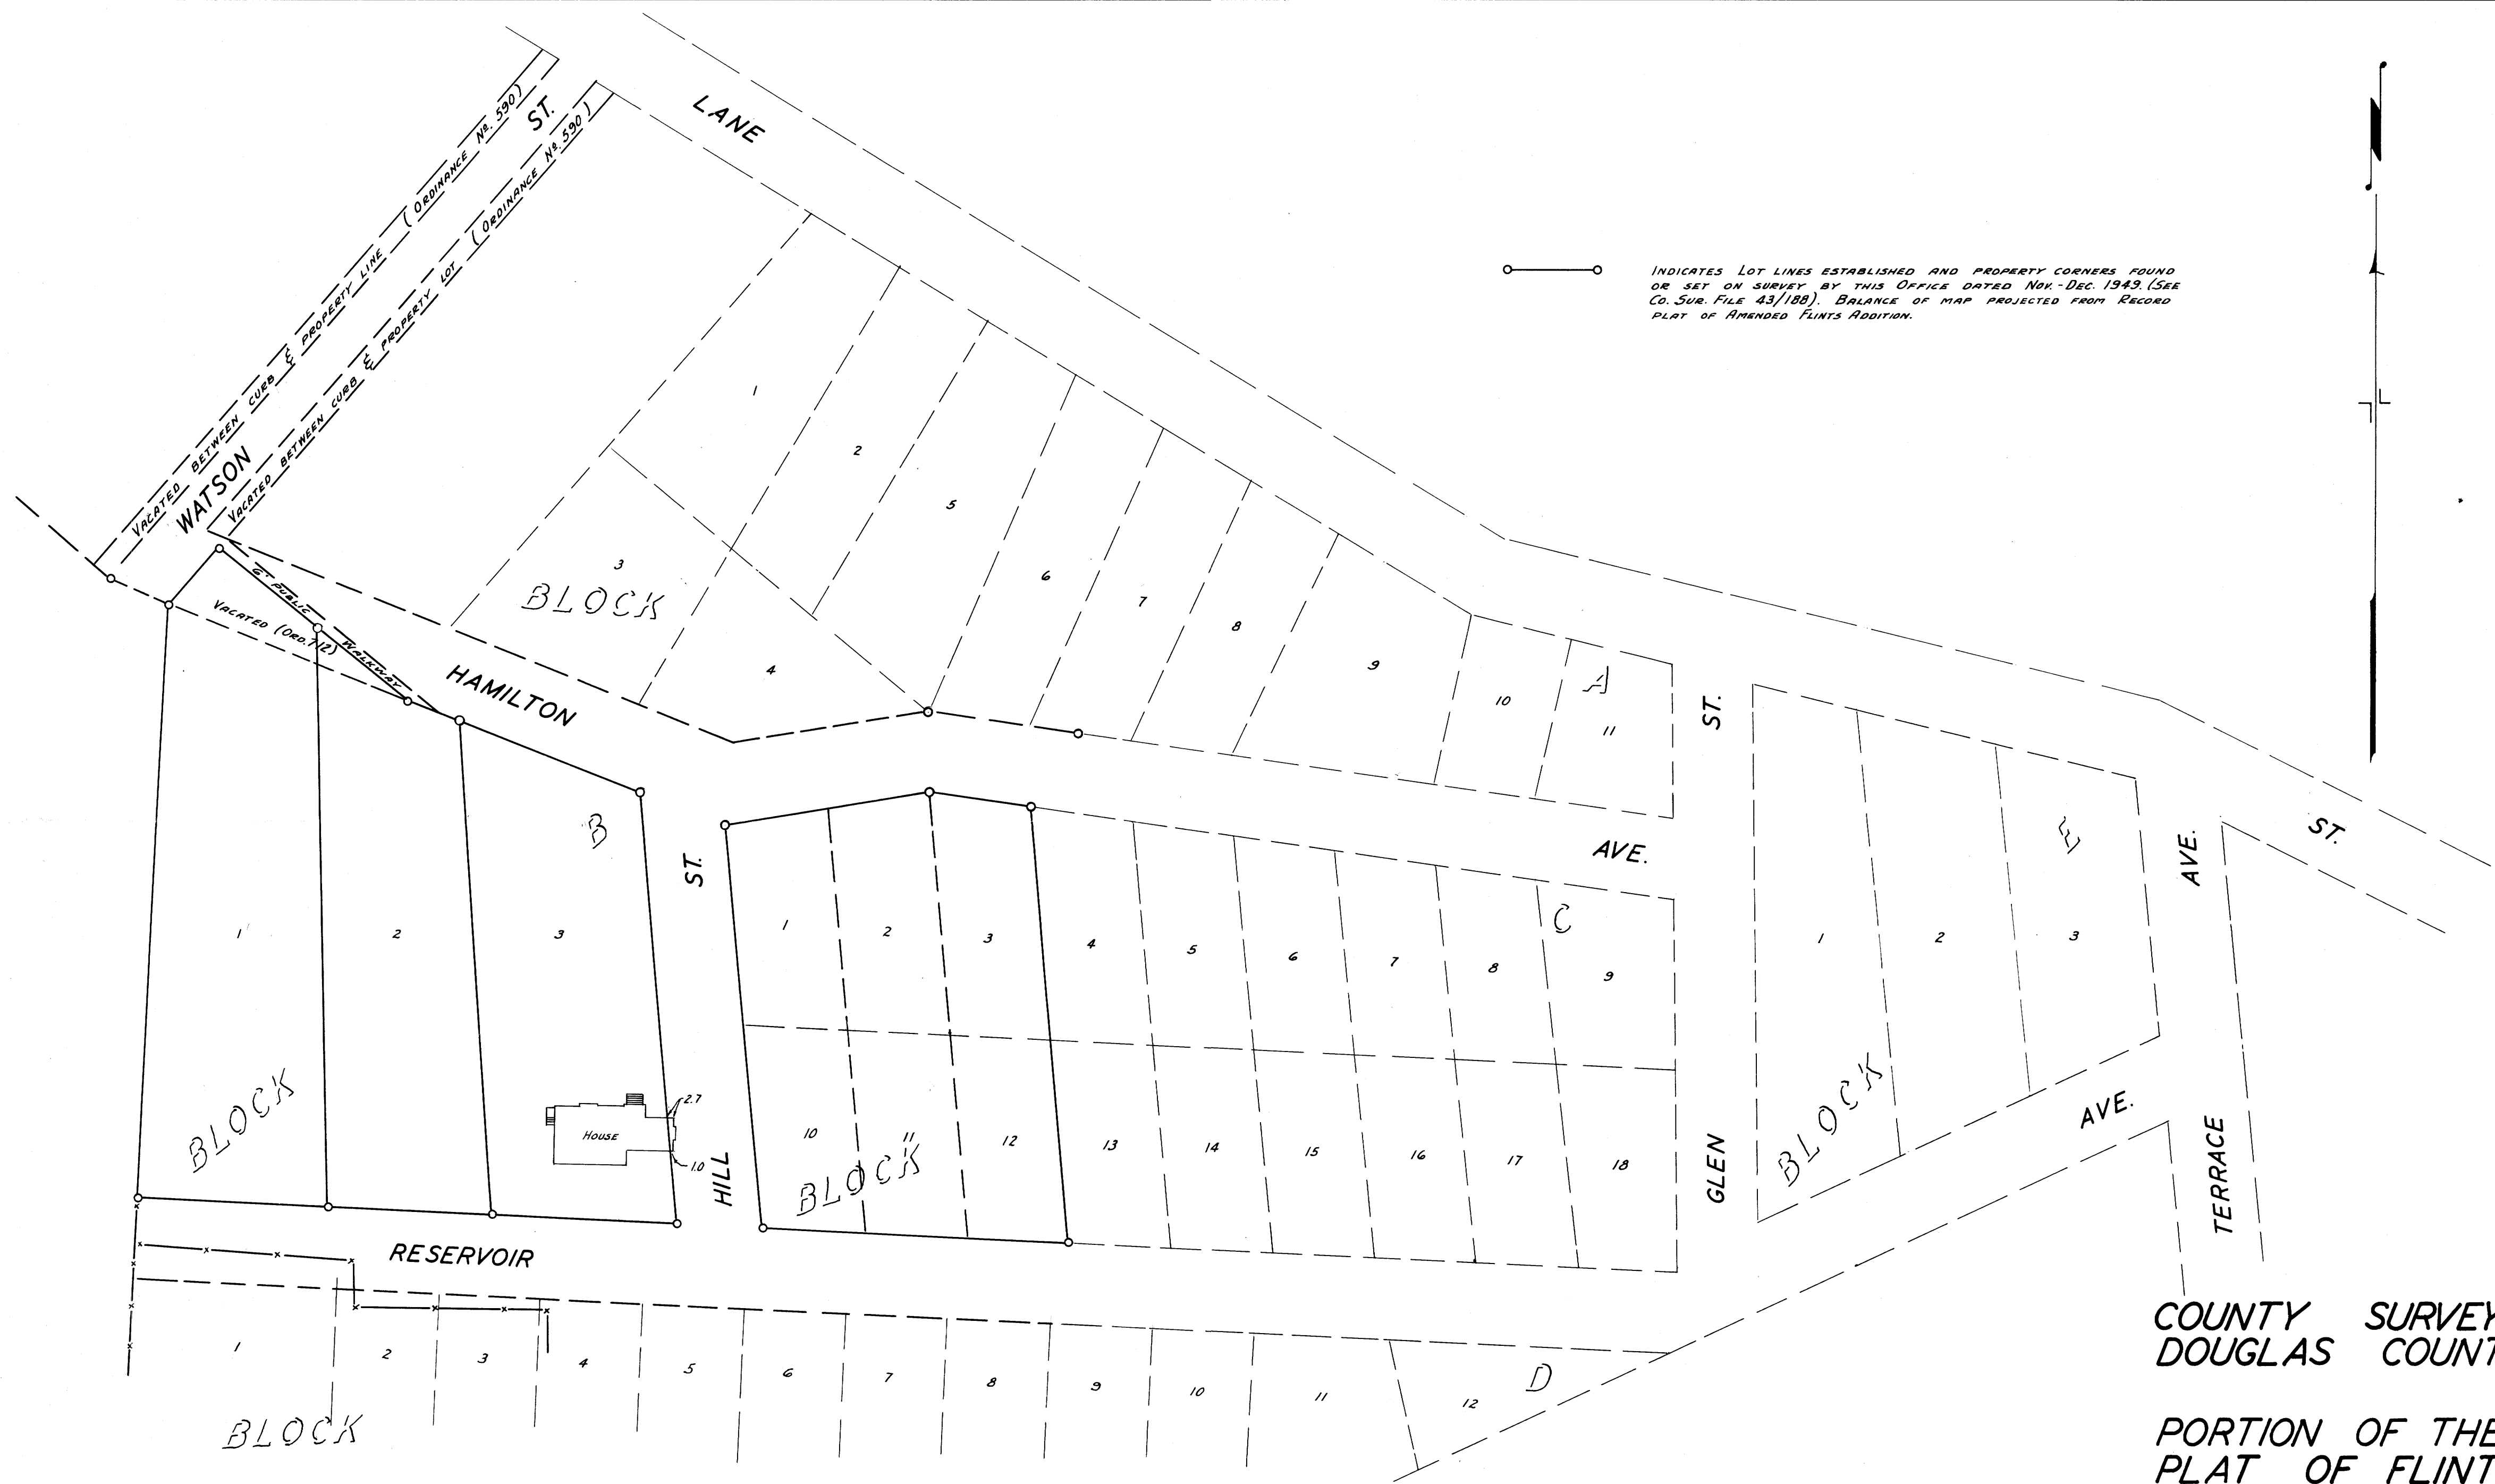 LANE
ST.
VACATED BETWEEN CURB & PROPERTY LINE (ORDINANCE No. 590)
VACATED BETWEEN CURB & PROPERTY LOT (ORDINANCE No. 590)
WATSON
INDICATES LOT LINES ESTABLISHED AND PROPERTY CORNERS FOUND
OR SET ON SURVEY BY THIS OFFICE DATED NOV.-DEC. 1949. (SEE
CO. SUR. FILE 43/188). BALANCE OF MAP PROJECTED FROM RECORD
PLAT OF AMENDED FLINTS ADDITION.
6' PUBLIC WALKWAY
VACATED (ORD. 712)
HAMILTON
AVE.
BLOCK
A
1
2
3
4
5
6
7
8
9
10
11
ST.
BLOCK
B
1
2
3
HOUSE
2.7
1.0
ST.
HILL
BLOCK
C
1
2
3
4
5
6
7
8
9
10
11
12
13
14
15
16
17
18
GLEN
BLOCK
E
1
2
3
AVE.
TERRACE
ST.
AVE.
RESERVOIR
1
2
3
4
5
6
7
8
9
10
11
12
D
BLOCK
COUNTY SURVEY
DOUGLAS COUNT
PORTION OF THE
PLAT OF FLINT